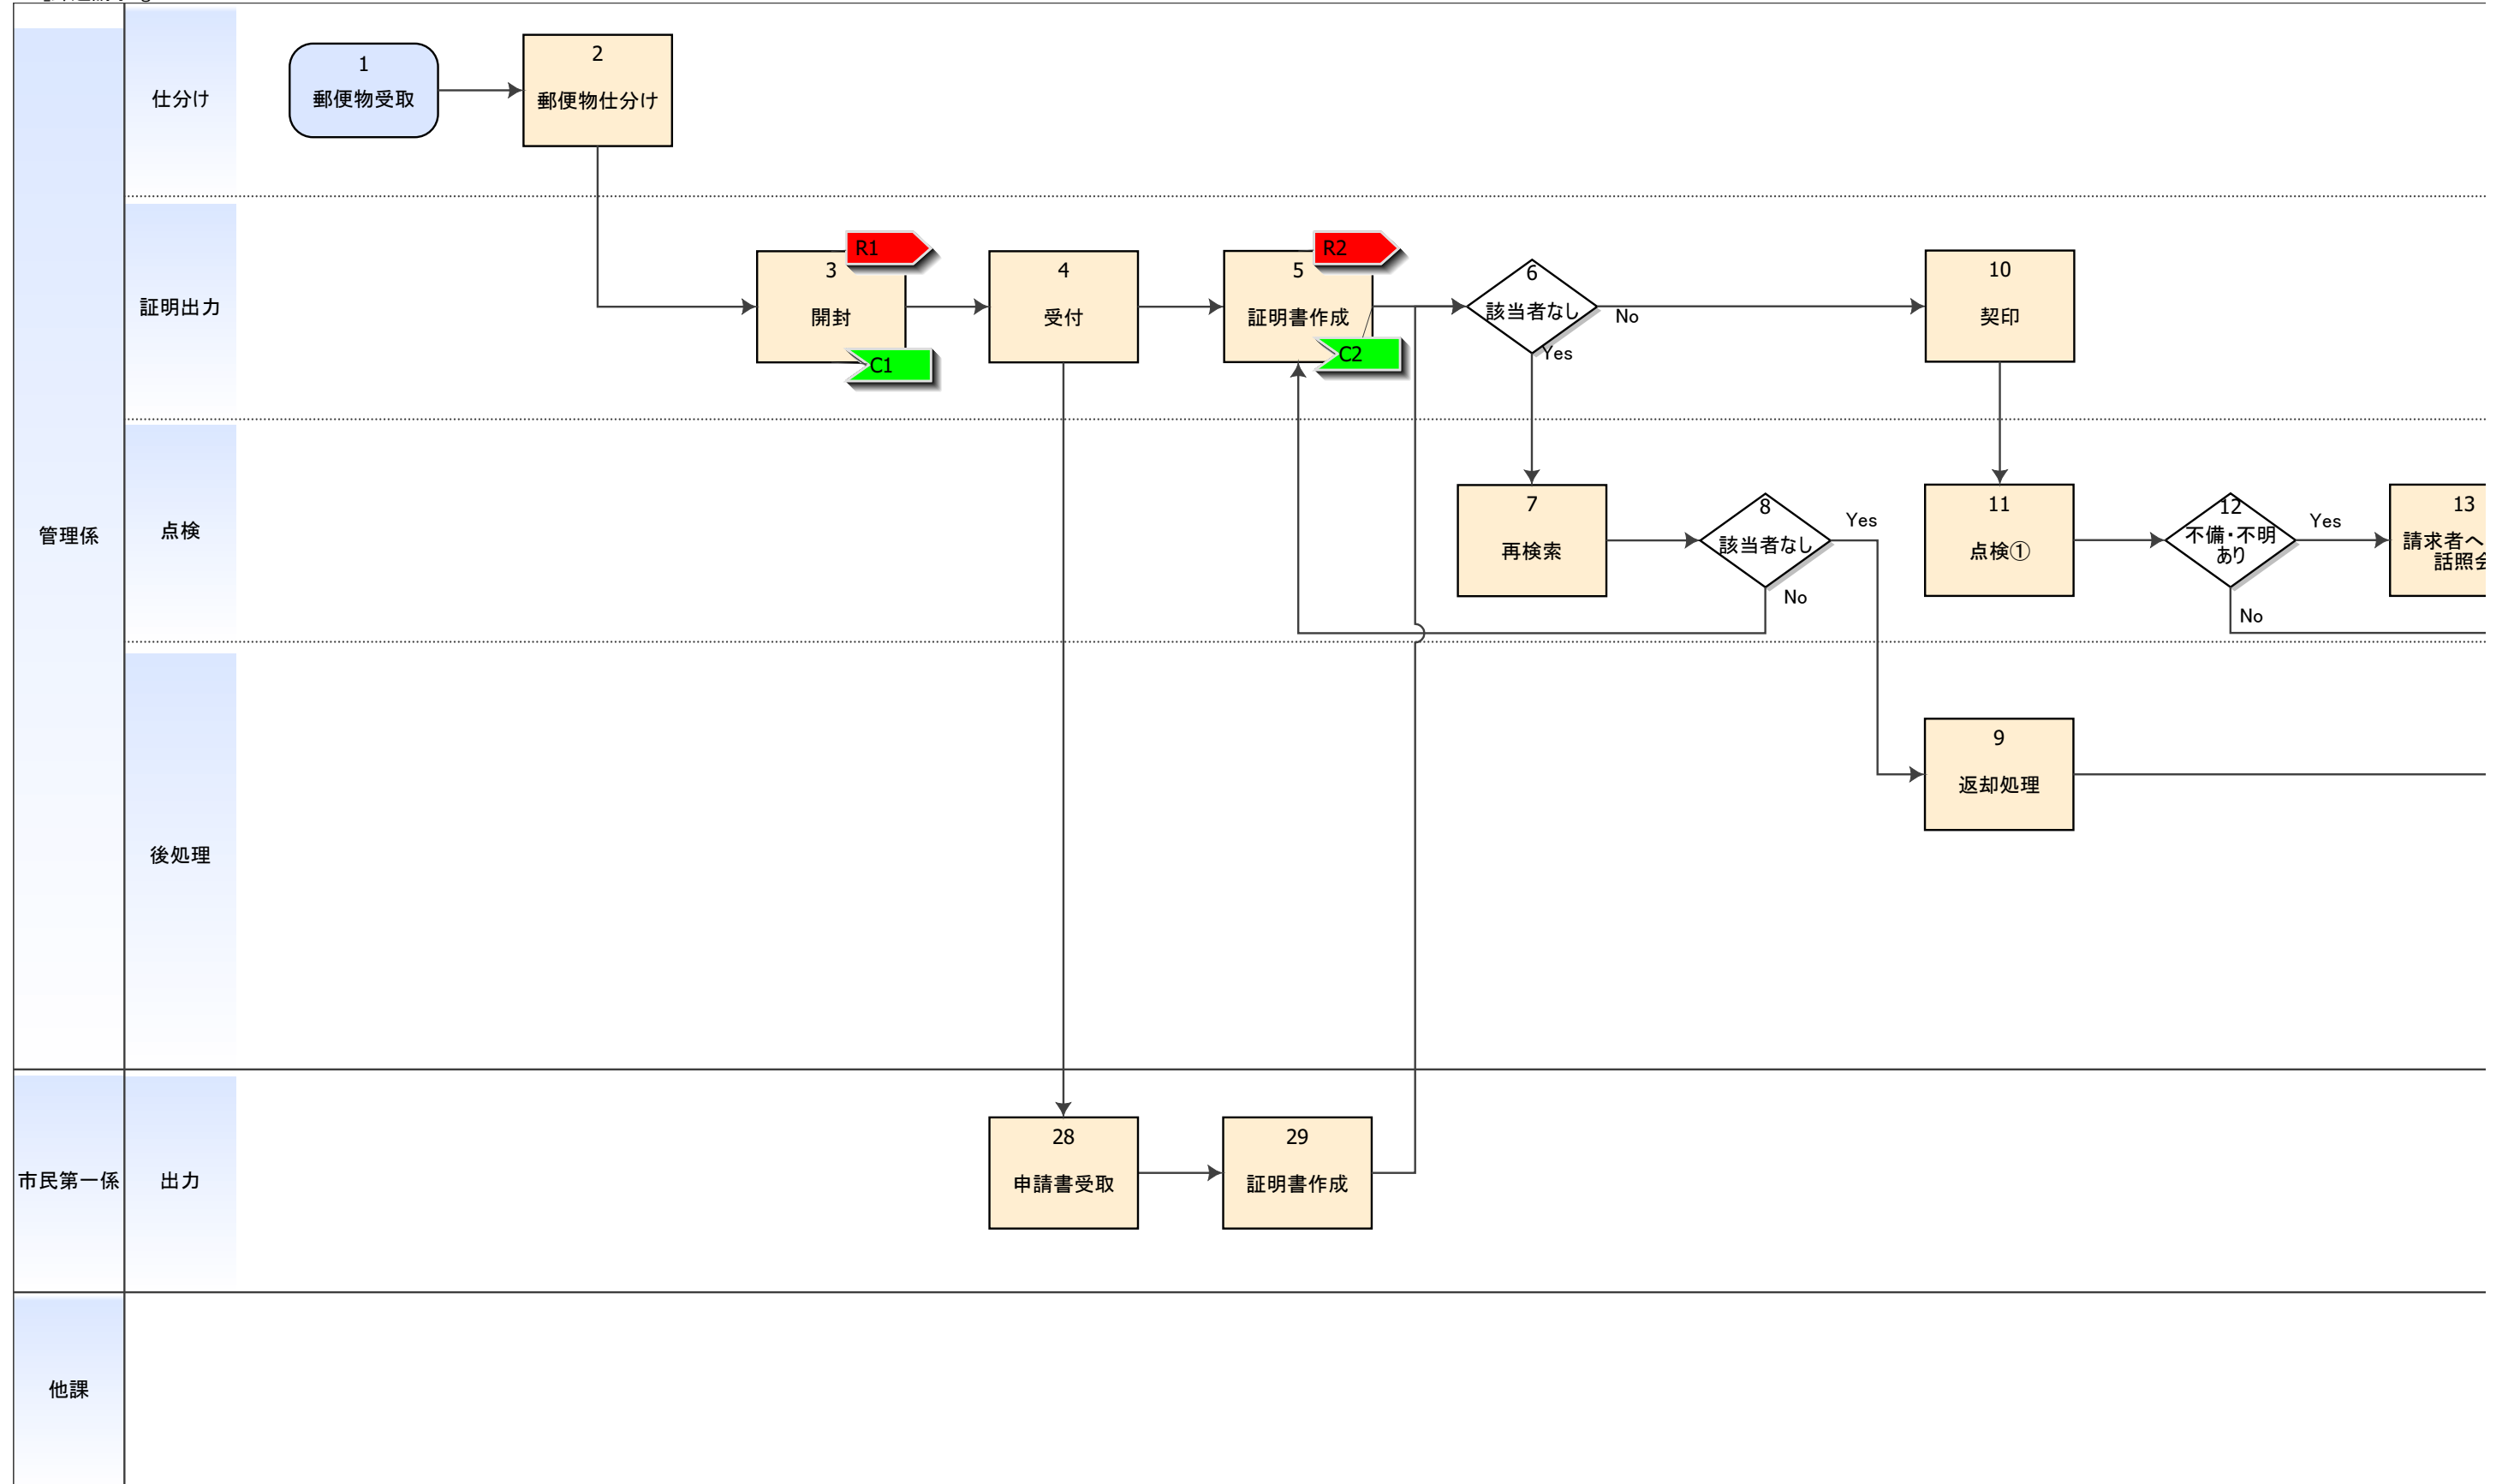 管理係
仕分け
1
郵便物受取
2
郵便物仕分け
証明出力
R1
3
開封
C1
4
受付
R2
5
証明書作成
C2
6
該当者なし
No
Yes
10
契印
点検
7
再検索
8
該当者なし
Yes
No
11
点検①
12
不備・不明
あり
Yes
No
13
請求者へ
話照会
後処理
9
返却処理
市民第一係
出力
28
申請書受取
29
証明書作成
他課